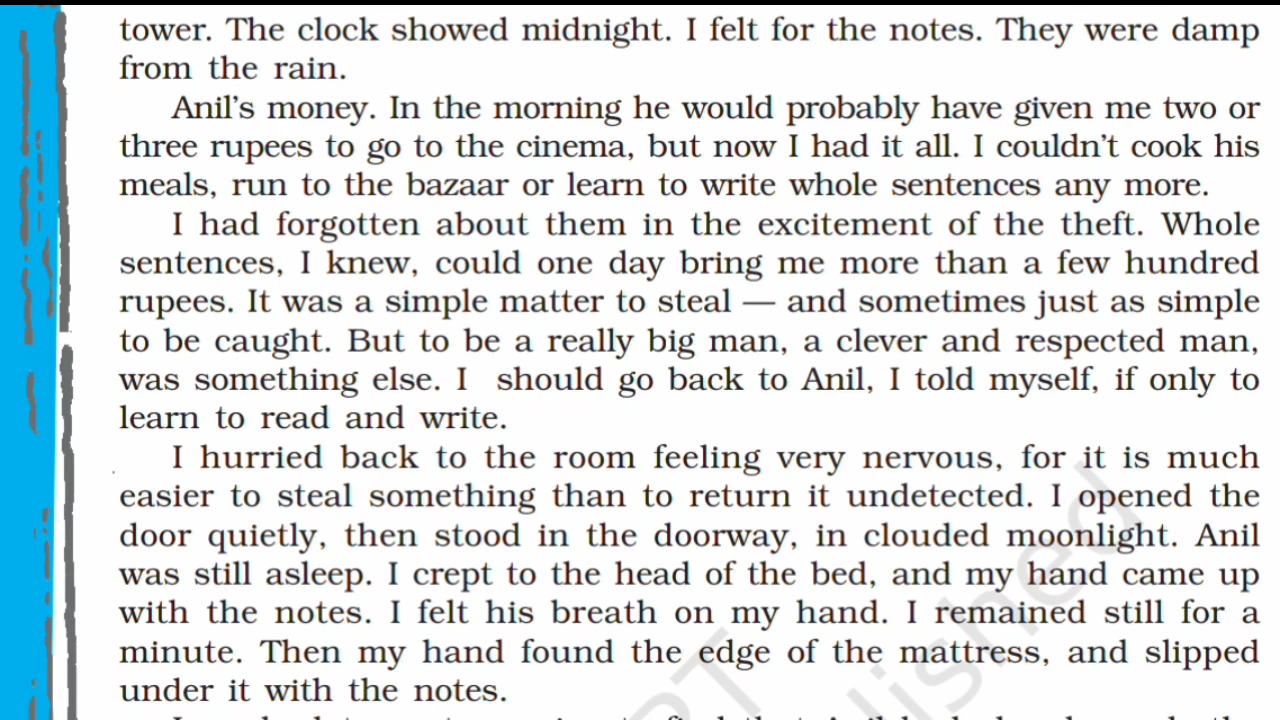 tower. The clock showed midnight. I felt for the notes. They were damp
from the rain.
Anil's money. In the morning he would probably have given me two or
three rupees to go to the cinema, but now I had it all. I couldn't cook his
meals, run to the bazaar or learn to write whole sentences any more.
I had forgotten about them in the excitement of the theft. Whole
sentences, I knew, could one day bring me more than a few hundred
rupees. It was a simple matter to steal — and sometimes just as simple
to be caught. But to be a really big man, a clever and respected man,
was something else. I should go back to Anil, I told myself, if only to
learn to read and write.
I hurried back to the room feeling very nervous, for it is much
easier to steal something than to return it undetected. I opened the
door quietly, then stood in the doorway, in clouded moonlight. Anil
was still asleep. I crept to the head of the bed, and my hand came up
with the notes. I felt his breath on my hand. I remained still for a
minute. Then my hand found the edge of the mattress, and slipped
under it with the notes.